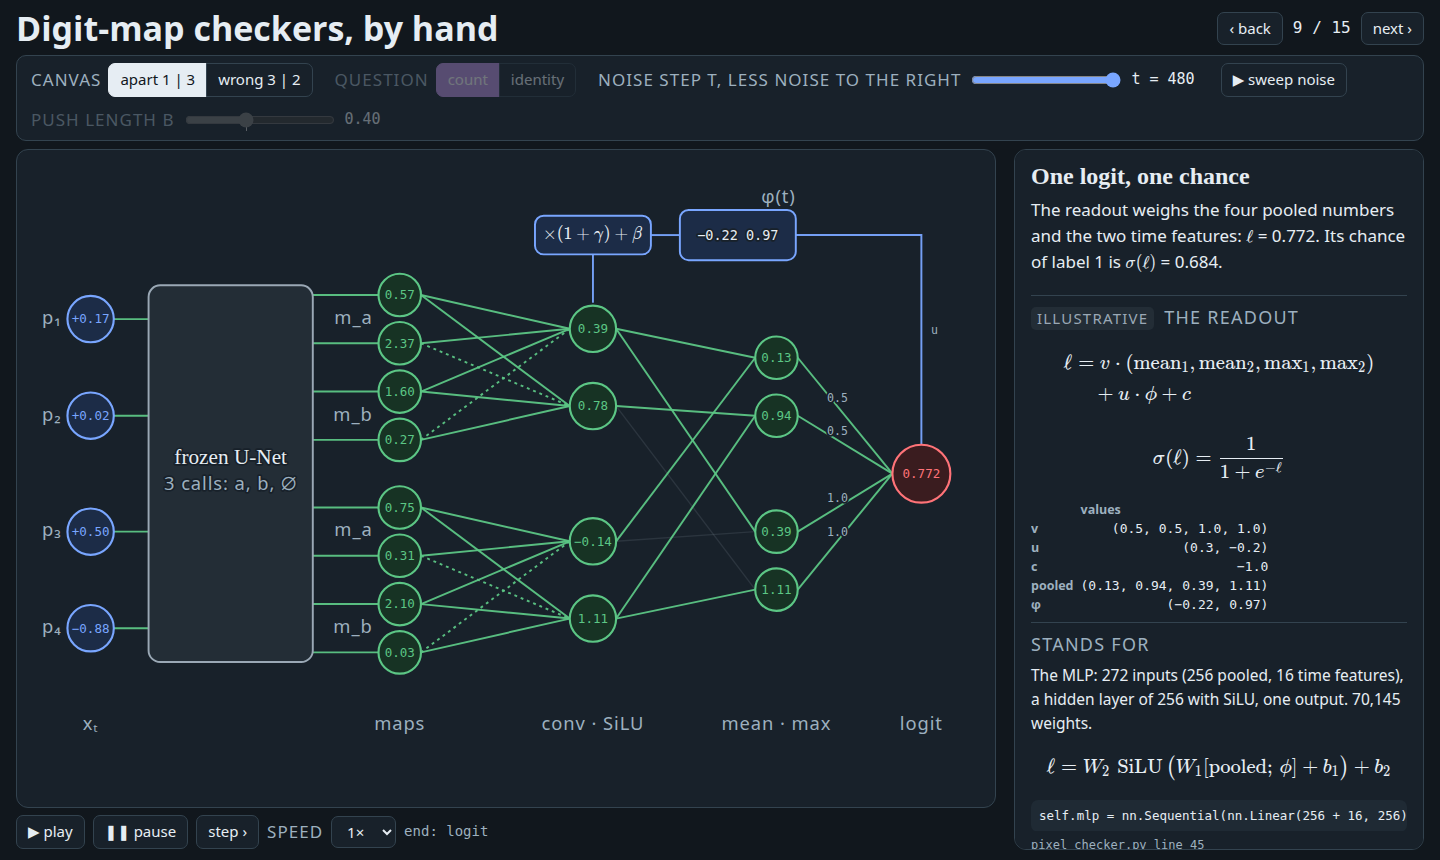 Digit-map checkers, by hand
‹ back 9 / 15 next ›
CANVAS apart 1 | 3 wrong 3 | 2 QUESTION count identity NOISE STEP T, LESS NOISE TO THE RIGHT t = 480 ▶ sweep noise
PUSH LENGTH B 0.40
φ(t)
×(1 + γ) + β −0.22 0.97
p₁ +0.17
p₂ +0.02
p₃ +0.50
p₄ −0.88
frozen U-Net
3 calls: a, b, ∅
0.57
m_a
2.37
1.60
m_b
0.27
0.75
m_a
0.31
2.10
m_b
0.03
0.39
0.78
−0.14
1.11
0.13
0.94
0.39
1.11
0.5
0.5
1.0
1.0
u
0.772
xₜ maps conv · SiLU mean · max logit
▶ play ❚❚ pause step › SPEED 1× end: logit
One logit, one chance
The readout weighs the four pooled numbers
and the two time features: ℓ = 0.772. Its chance
of label 1 is σ(ℓ) = 0.684.
ILLUSTRATIVE THE READOUT
ℓ = v · (mean₁, mean₂, max₁, max₂)
+ u · ϕ + c
σ(ℓ) = 1 / (1 + e^{−ℓ})
values
v (0.5, 0.5, 1.0, 1.0)
u (0.3, −0.2)
c −1.0
pooled (0.13, 0.94, 0.39, 1.11)
φ (−0.22, 0.97)
STANDS FOR
The MLP: 272 inputs (256 pooled, 16 time features),
a hidden layer of 256 with SiLU, one output. 70,145
weights.
ℓ = W₂ SiLU (W₁[pooled; ϕ] + b₁) + b₂
self.mlp = nn.Sequential(nn.Linear(256 + 16, 256)
pixel_checker.py line 45